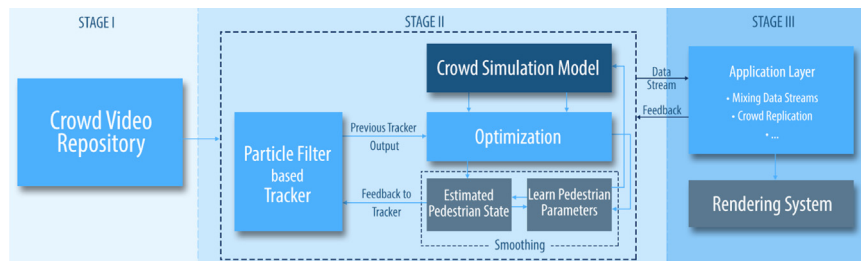 STAGE I
STAGE II
STAGE III
Crowd Video
Repository
Particle Filter
based
Tracker
Previous Tracker
Output
Feedback to
Tracker
Crowd Simulation Model
Optimization
Estimated
Pedestrian State
Learn Pedestrian
Parameters
Smoothing
Data
Stream
Feedback
Application Layer
• Mixing Data Streams
• Crowd Replication
• ...
Rendering System